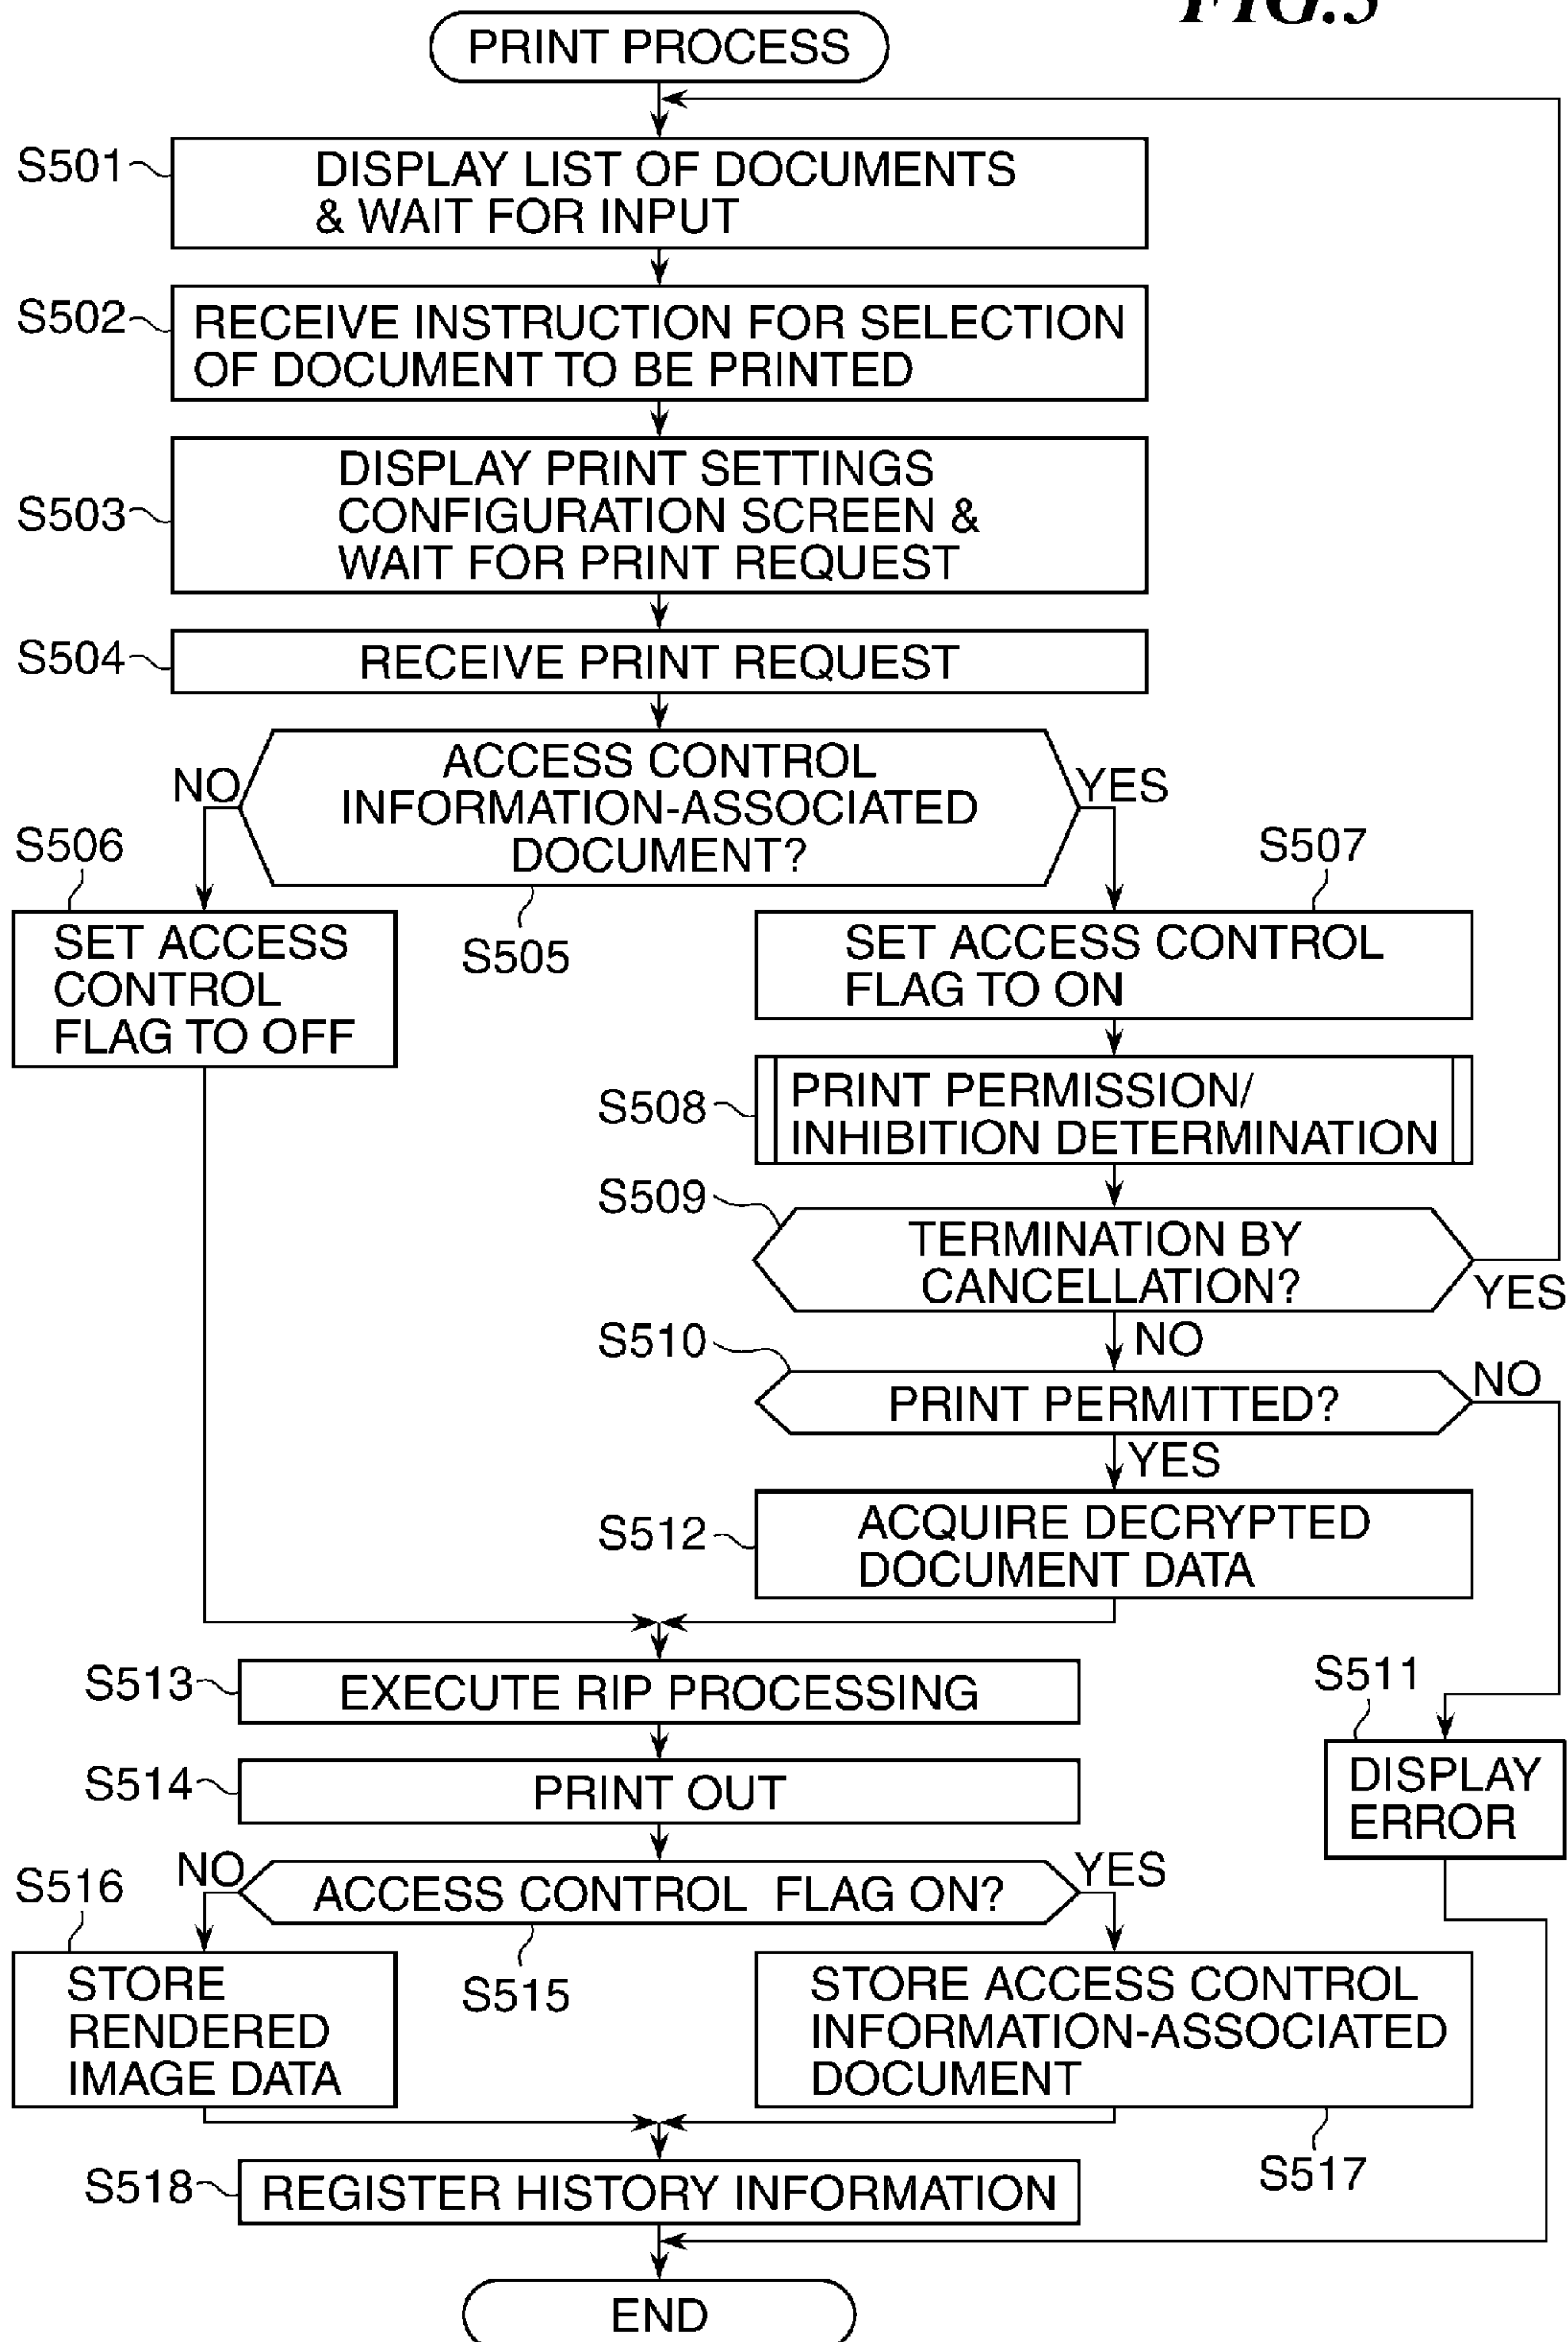 FIG.5
PRINT PROCESS
S501
DISPLAY LIST OF DOCUMENTS
& WAIT FOR INPUT
S502
RECEIVE INSTRUCTION FOR SELECTION
OF DOCUMENT TO BE PRINTED
S503
DISPLAY PRINT SETTINGS
CONFIGURATION SCREEN &
WAIT FOR PRINT REQUEST
S504
RECEIVE PRINT REQUEST
NO
ACCESS CONTROL
INFORMATION-ASSOCIATED
DOCUMENT?
YES
S505
S506
SET ACCESS
CONTROL
FLAG TO OFF
S507
SET ACCESS CONTROL
FLAG TO ON
S508
PRINT PERMISSION/
INHIBITION DETERMINATION
S509
TERMINATION BY
CANCELLATION?
YES
NO
S510
PRINT PERMITTED?
NO
YES
S512
ACQUIRE DECRYPTED
DOCUMENT DATA
S513
EXECUTE RIP PROCESSING
S511
DISPLAY
ERROR
S514
PRINT OUT
NO
ACCESS CONTROL FLAG ON?
YES
S515
S516
STORE
RENDERED
IMAGE DATA
STORE ACCESS CONTROL
INFORMATION-ASSOCIATED
DOCUMENT
S517
S518
REGISTER HISTORY INFORMATION
END